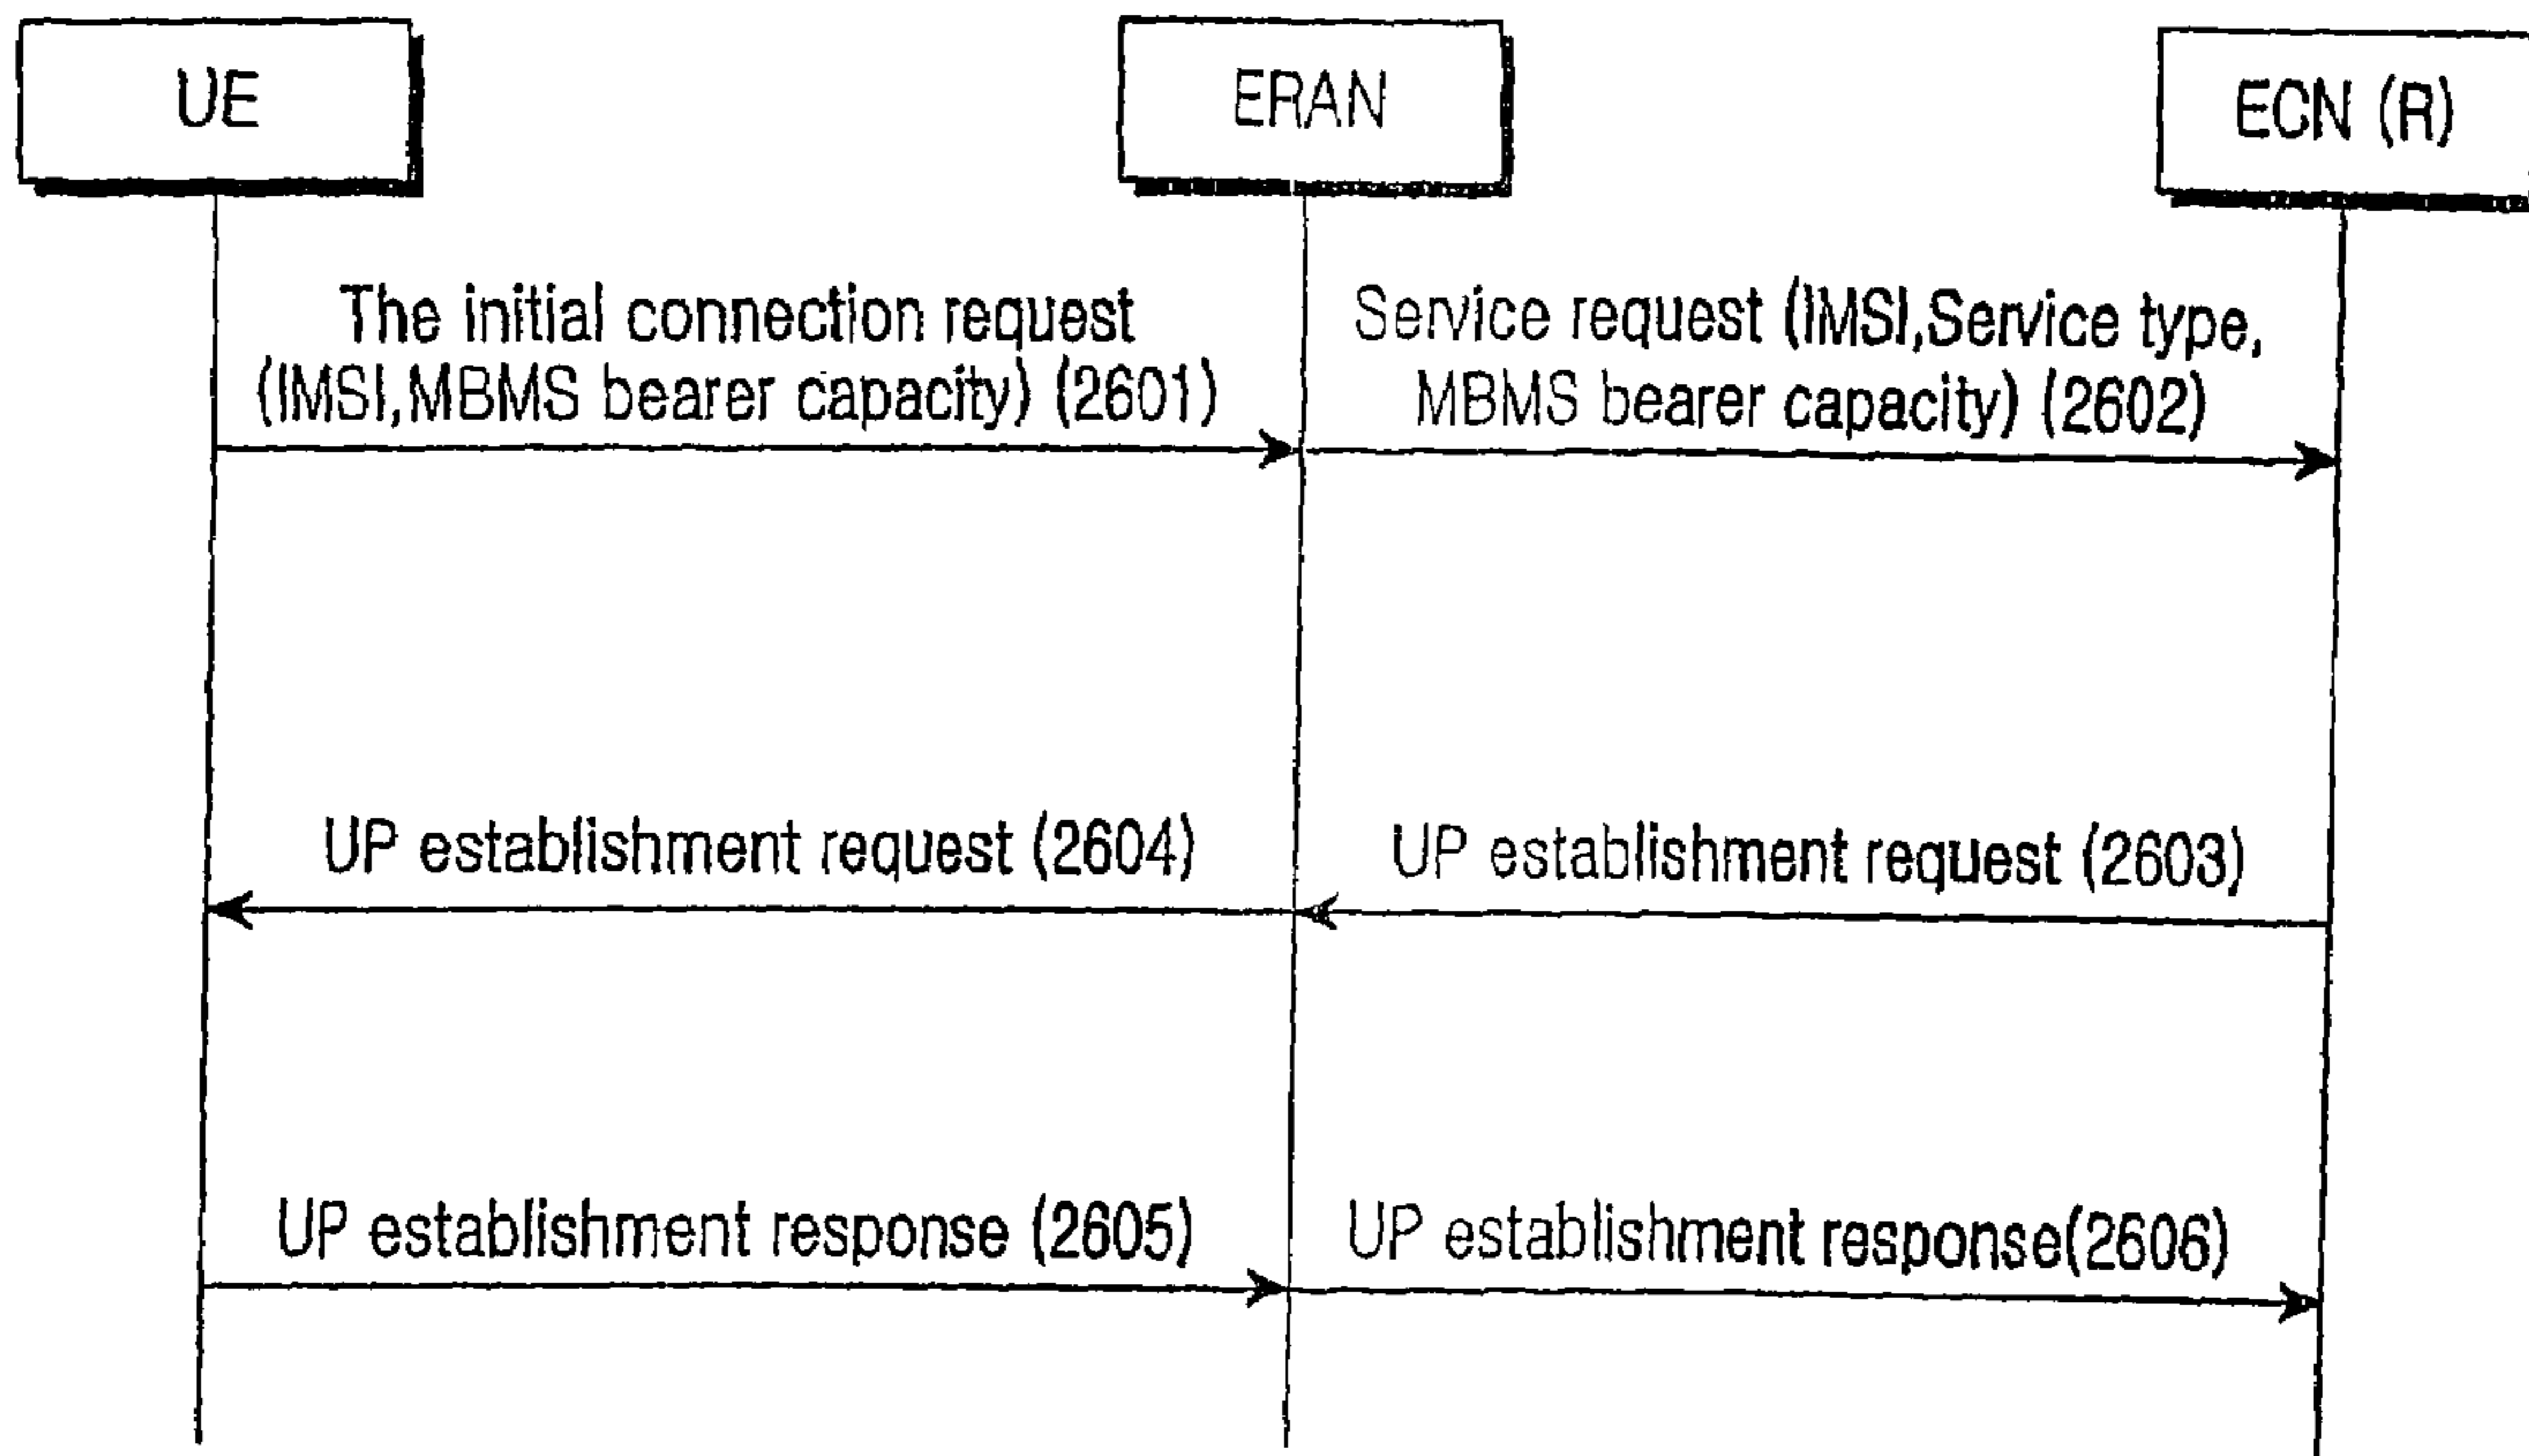 UE
ERAN
ECN (R)
The initial connection request
(IMSI,MBMS bearer capacity) (2601)
Service request (IMSI,Service type,
MBMS bearer capacity) (2602)
UP establishment request (2604)
UP establishment request (2603)
UP establishment response (2605)
UP establishment response(2606)